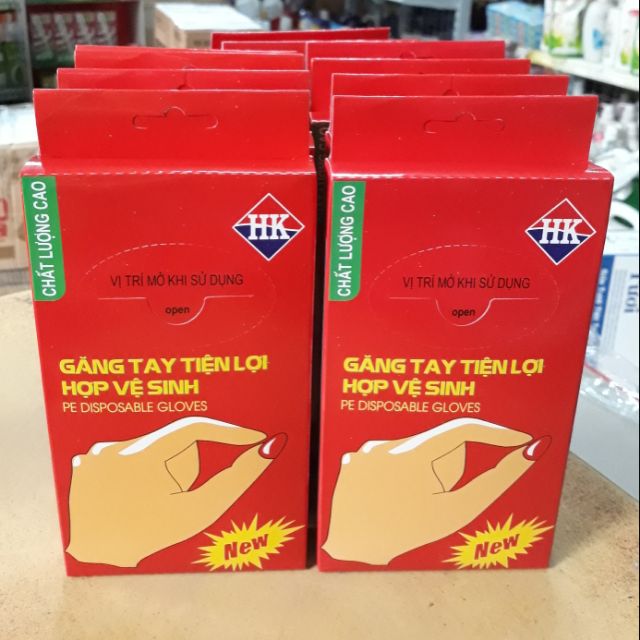 CHẤT LƯỢNG CAO
HK
VỊ TRÍ MỞ KHI SỬ DỤNG
open
GĂNG TAY TIỆN LỢI
HỢP VỆ SINH
PE DISPOSABLE GLOVES
New
CHẤT LƯỢNG CAO
HK
VỊ TRÍ MỞ KHI SỬ DỤNG
open
GĂNG TAY TIỆN LỢI
HỢP VỆ SINH
PE DISPOSABLE GLOVES
New